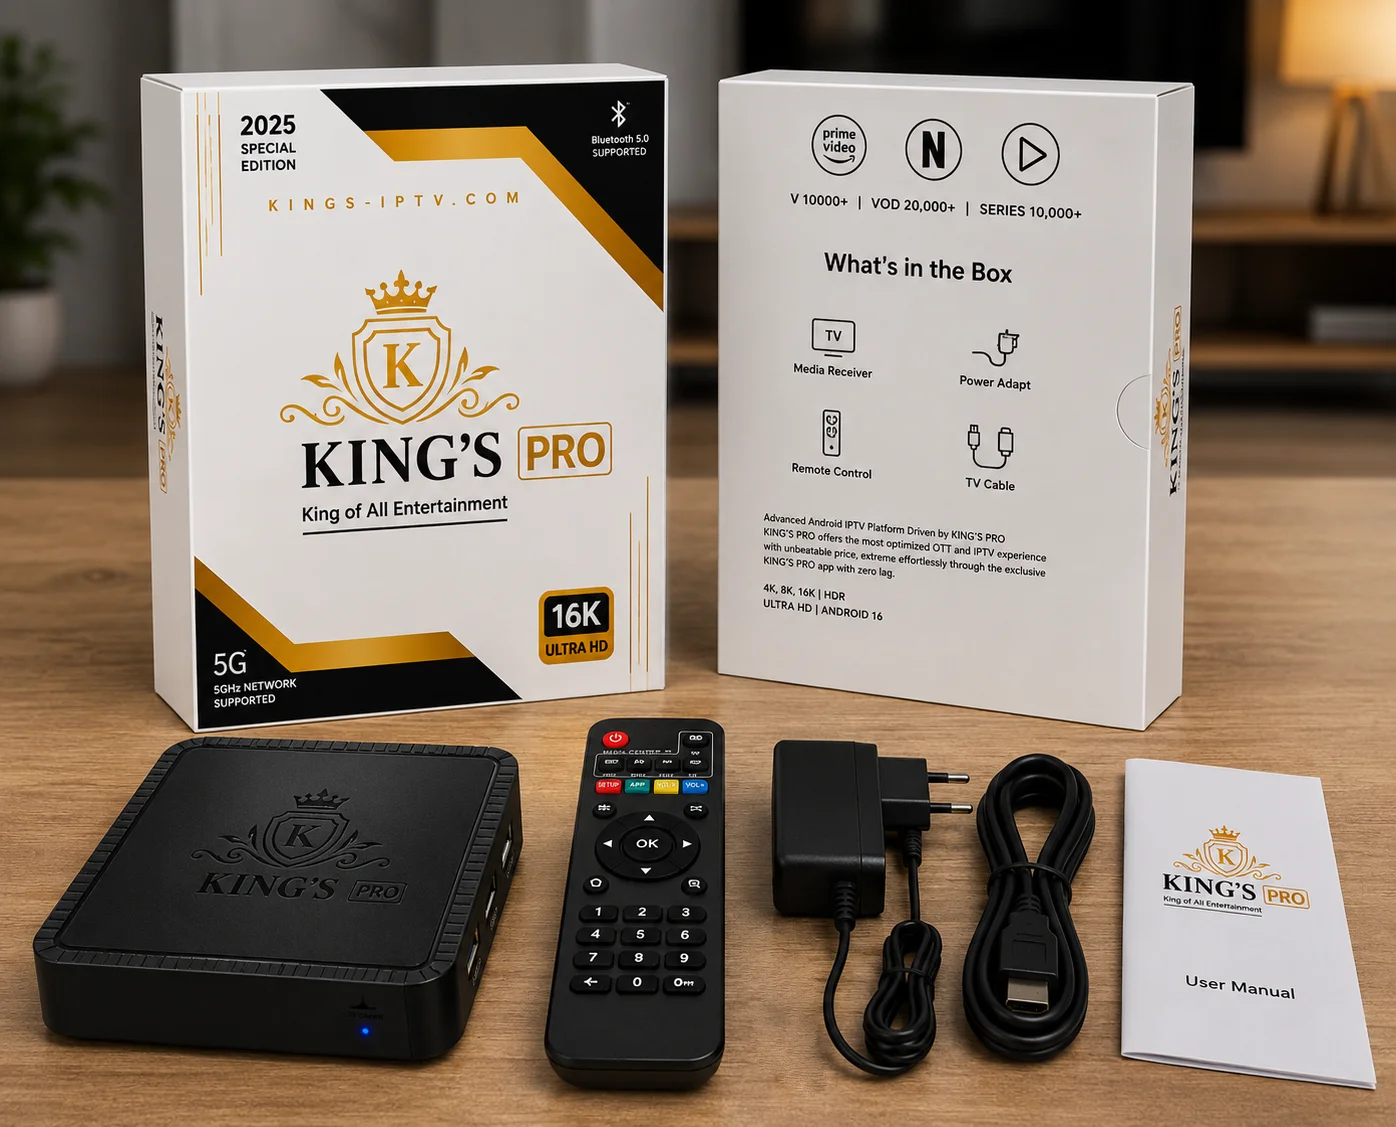 2025
SPECIAL
EDITION
Bluetooth 5.0
SUPPORTED
KINGS-IPTV.COM
K
KING'S PRO
King of All Entertainment
16K
ULTRA HD
5G
5GHz NETWORK
SUPPORTED
KING'S PRO
prime
video
N
V 10000+ | VOD 20,000+ | SERIES 10,000+
What's in the Box
TV
Media Receiver
Power Adapt
Remote Control
TV Cable
Advanced Android IPTV Platform Driven by KING'S PRO
KING'S PRO offers the most optimized OTT and IPTV experience
with unbeatable price, extreme effortlessly through the exclusive
KING'S PRO app with zero lag.
4K, 8K, 16K | HDR
ULTRA HD | ANDROID 16
K
KING'S PRO
K
KING'S PRO
SETUP APP VOL+
OK
1 2 3
4 5 6
7 8 9
0
K
KING'S PRO
King of All Entertainment
User Manual